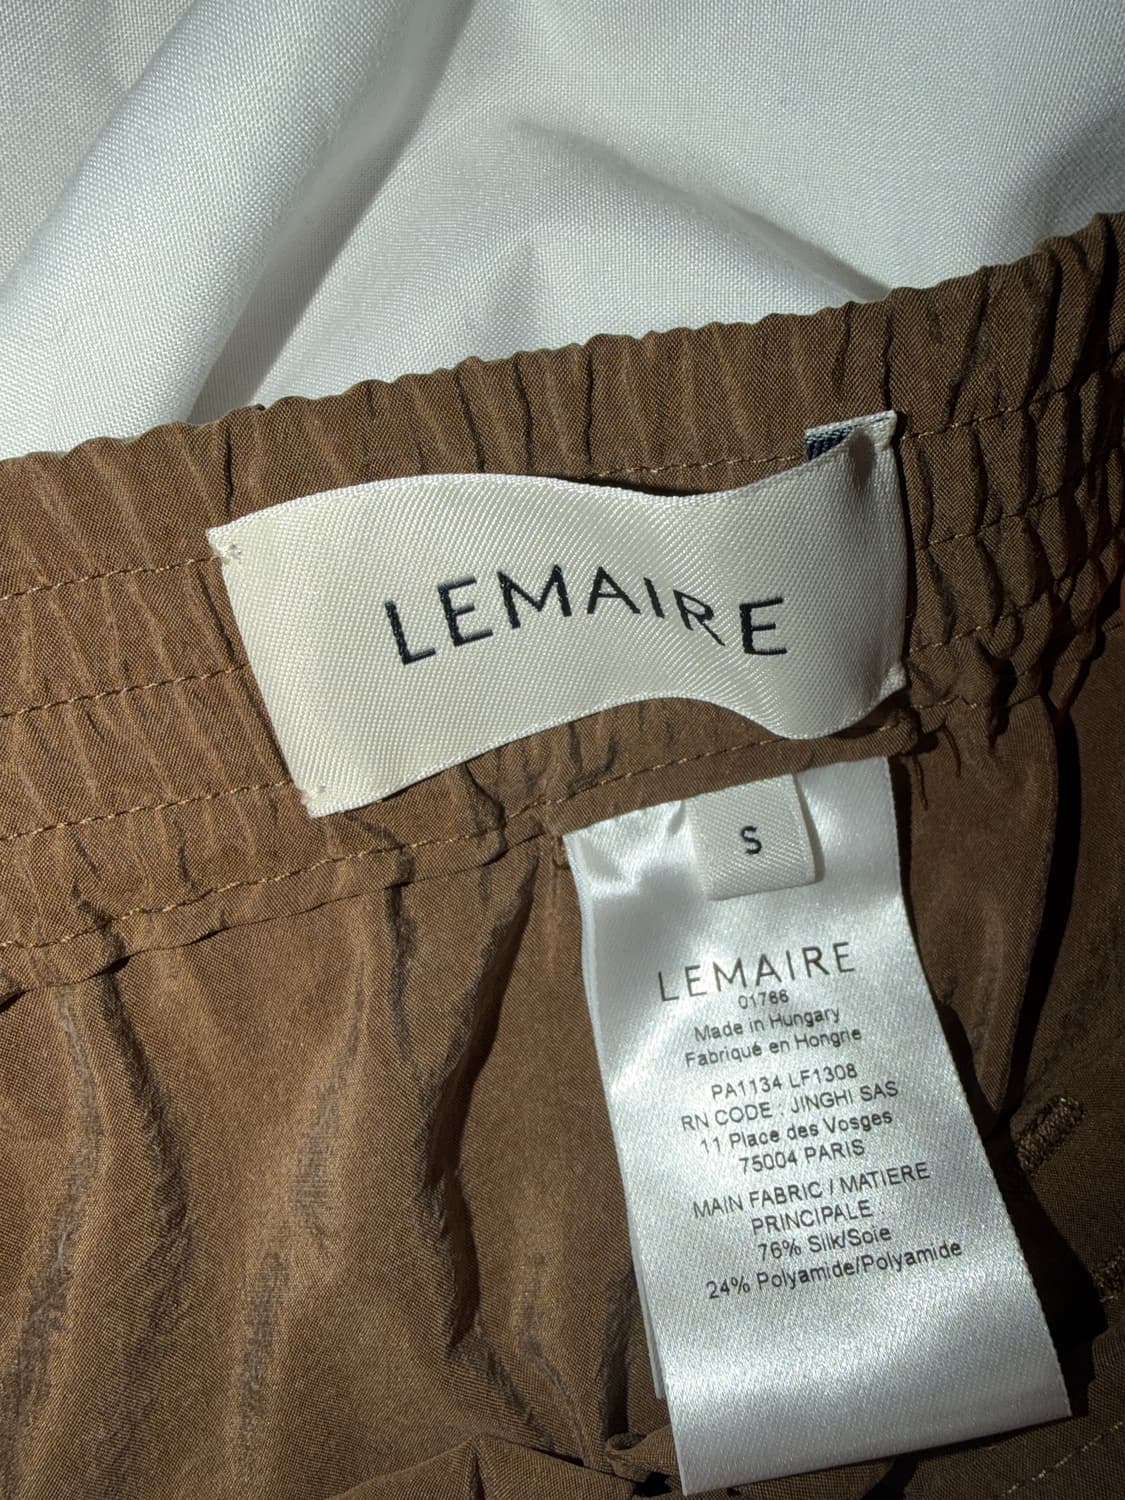 LEMAIRE
S
LEMAIRE
01786
Made in Hungary
Fabriqué en Hongrie
PA1134 LF1308
RN CODE : JINGHI SAS
11 Place des Vosges
75004 PARIS
MAIN FABRIC / MATIERE
PRINCIPALE :
76% Silk/Soie
24% Polyamide/Polyamide